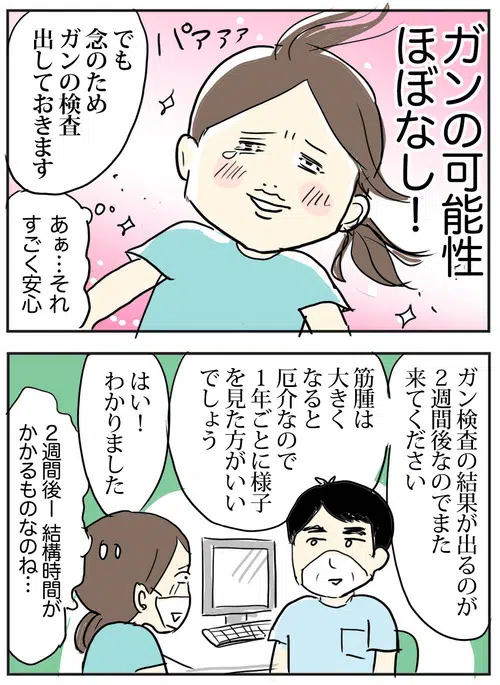 ガンの可能性
ほぼなし！
パァァァ
でも
念のため
ガンの検査
出しておきます
あぁ…それ
すごく安心
ガン検査の結果が出るのが
２週間後なのでまた
来てください
筋腫は
大きく
なると
厄介なので
１年ごとに様子
を見た方がいい
でしょう
はい！
わかりました
２週間後ー 結構時間が
かかるものなのね…